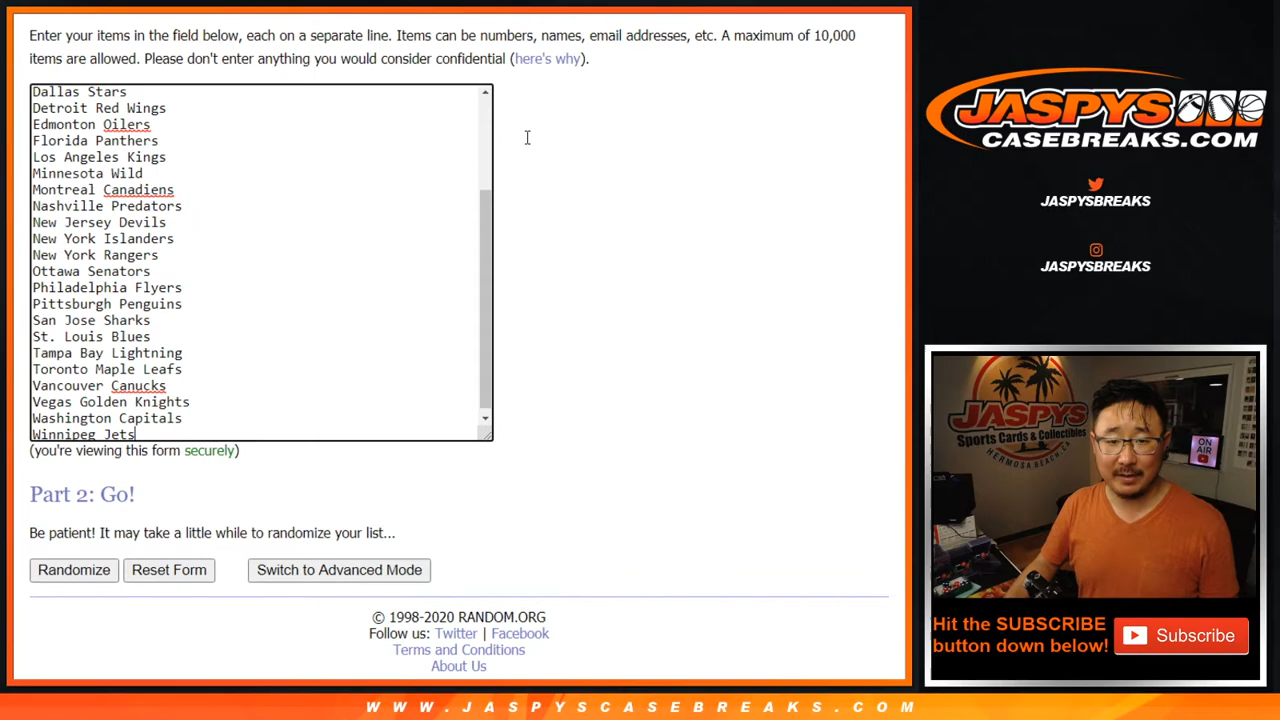 Enter your items in the field below, each on a separate line. Items can be numbers, names, email addresses, etc. A maximum of 10,000
items are allowed. Please don't enter anything you would consider confidential (here's why).
Dallas Stars
Detroit Red Wings
Edmonton Oilers
Florida Panthers
Los Angeles Kings
Minnesota Wild
Montreal Canadiens
Nashville Predators
New Jersey Devils
New York Islanders
New York Rangers
Ottawa Senators
Philadelphia Flyers
Pittsburgh Penguins
San Jose Sharks
St. Louis Blues
Tampa Bay Lightning
Toronto Maple Leafs
Vancouver Canucks
Vegas Golden Knights
Washington Capitals
Winnipeg Jets
(you're viewing this form securely)
Part 2: Go!
Be patient! It may take a little while to randomize your list...
Randomize
Reset Form
Switch to Advanced Mode
© 1998-2020 RANDOM.ORG
Follow us: Twitter | Facebook
Terms and Conditions
About Us
JASPYS
CASEBREAKS.COM
JASPYSBREAKS
JASPYSBREAKS
JASPYS
Sports Cards & Collectibles
HERMOSA BEACH, CA
ON
AIR
Hit the SUBSCRIBE
button down below!
Subscribe
WWW.JASPYSCASEBREAKS.COM